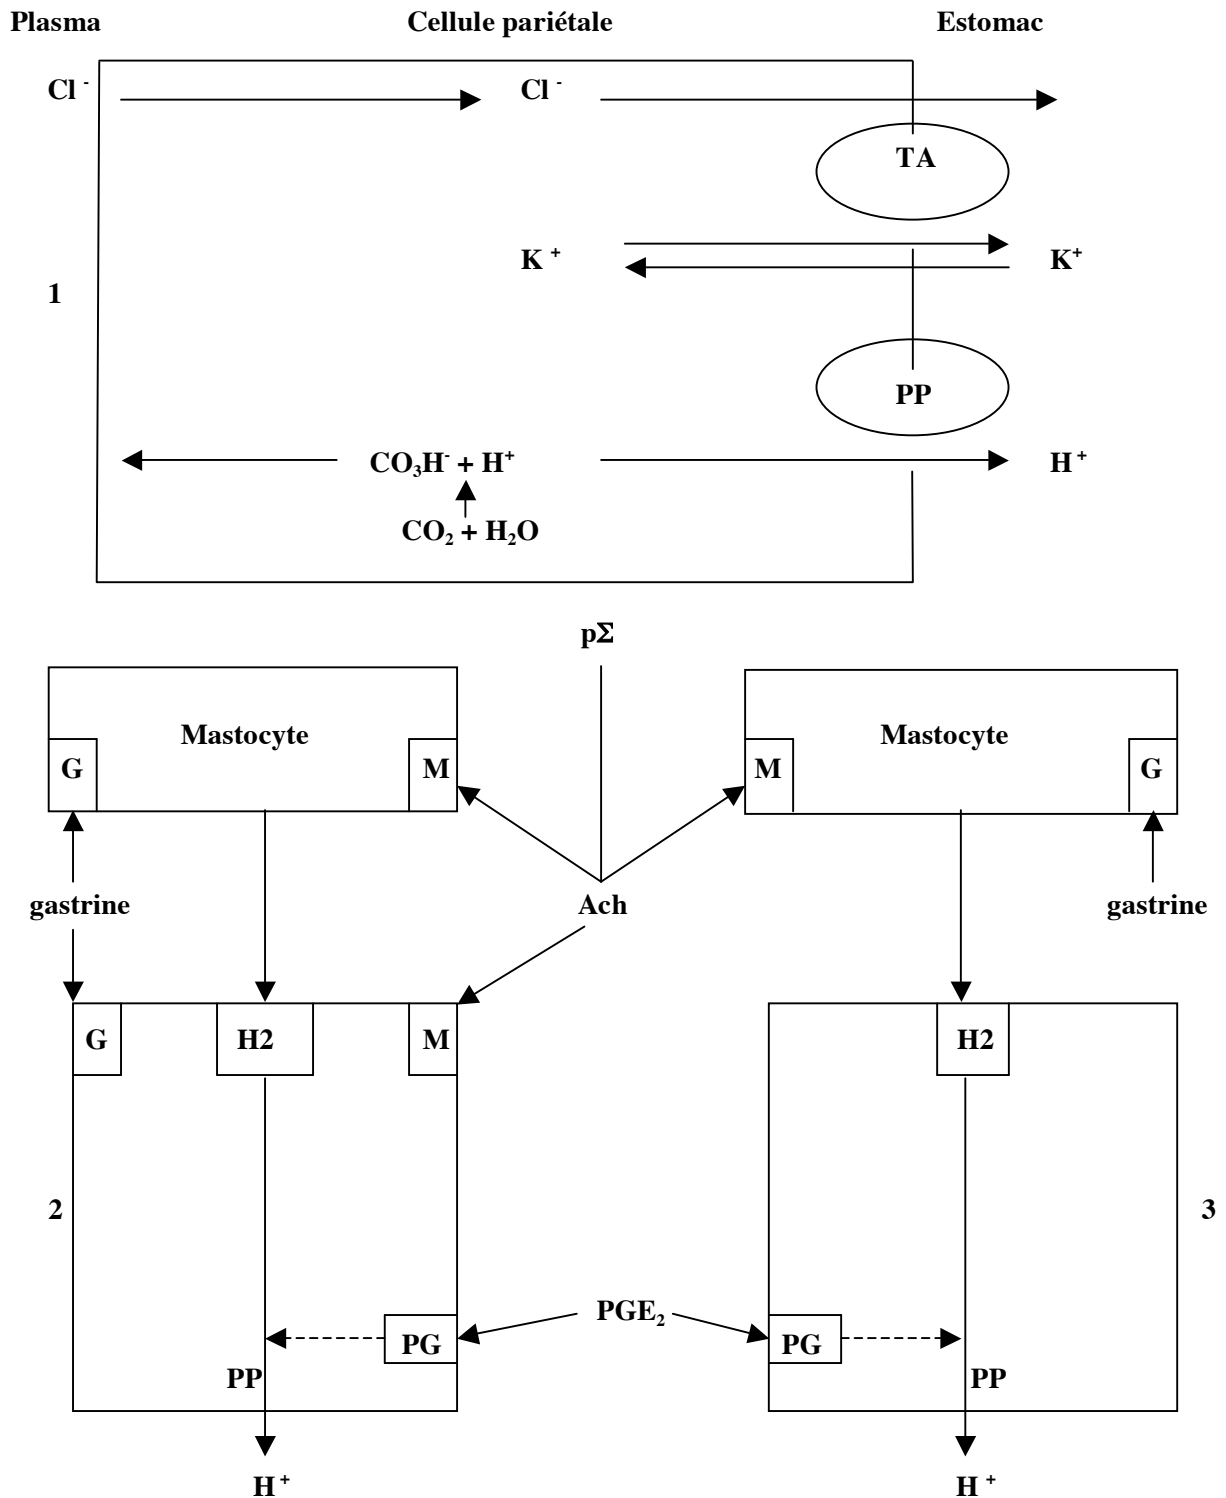 Plasma Cellule pariétale Estomac
Cl - Cl -
TA
K + K+
1
PP
CO3H- + H+ H +
CO2 + H2O
pΣ
Mastocyte Mastocyte
G M M G
gastrine Ach gastrine
G H2 M H2
2 3
PGE2
PG PG
PP PP
H + H +